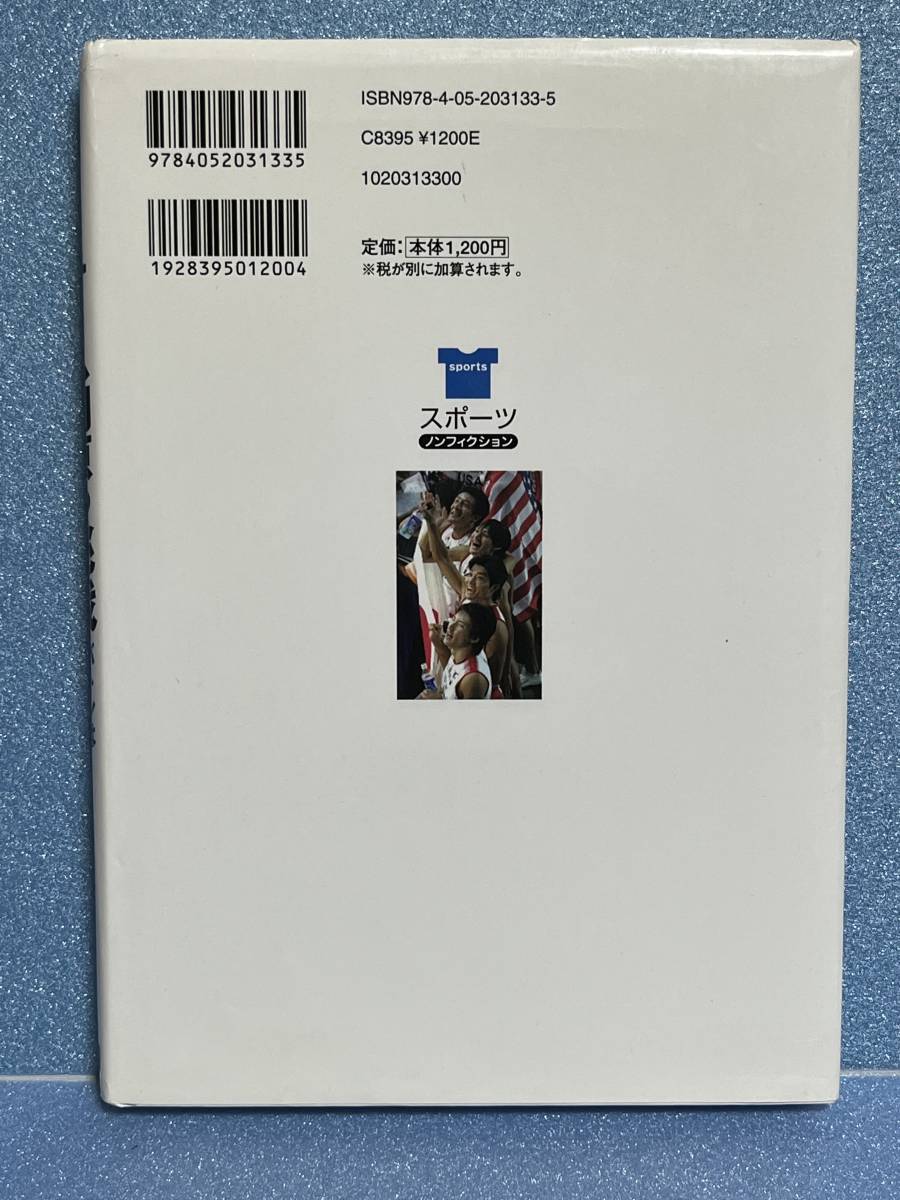 9784052031335
1928395012004
ISBN978-4-05-203133-5
C8395 ¥1200E
1020313300
定価：本体1,200円
※税が別に加算されます。
sports
スポーツ
ノンフィクション
USA